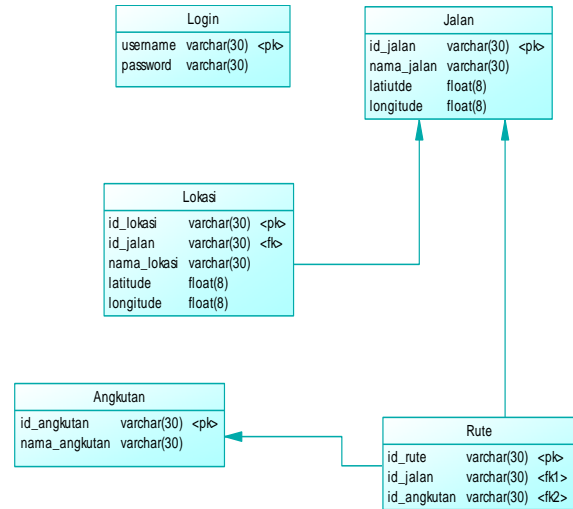 Login
username varchar(30) <pk>
password varchar(30)
Jalan
id_jalan varchar(30) <pk>
nama_jalan varchar(30)
latiutde float(8)
longitude float(8)
Lokasi
id_lokasi varchar(30) <pk>
id_jalan varchar(30) <fk>
nama_lokasi varchar(30)
latitude float(8)
longitude float(8)
Angkutan
id_angkutan varchar(30) <pk>
nama_angkutan varchar(30)
Rute
id_rute varchar(30) <pk>
id_jalan varchar(30) <fk1>
id_angkutan varchar(30) <fk2>